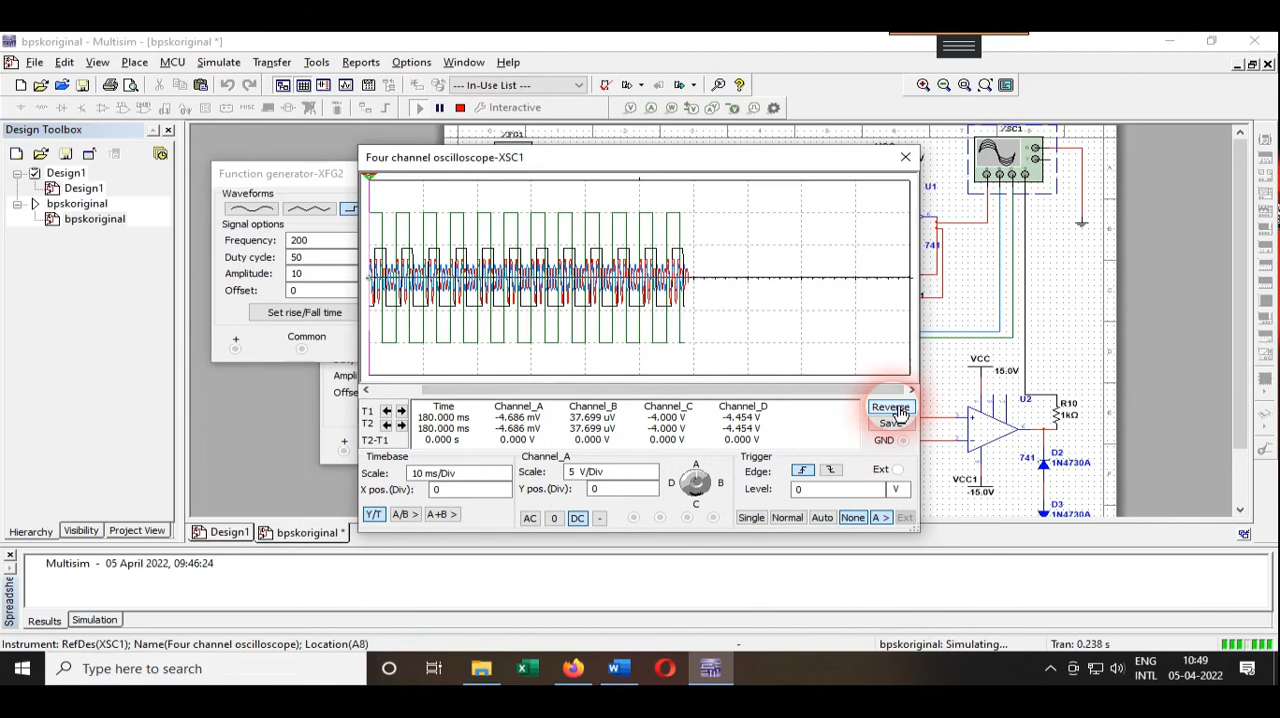 bpskoriginal - Multisim - [bpskoriginal *]
File Edit View Place MCU Simulate Transfer Tools Reports Options Window Help
--- In-Use List ---
Interactive
Design Toolbox
Design1
Design1
bpskoriginal
bpskoriginal
Hierarchy Visibility Project View
Function generator-XFG2
Waveforms
Signal options
Frequency: 200
Duty cycle: 50
Amplitude: 10
Offset: 0
Set rise/Fall time
+ Common
Four channel oscilloscope-XSC1
Time Channel_A Channel_B Channel_C Channel_D
T1 180.000 ms -4.686 mV 37.699 uV -4.000 V -4.454 V
T2 180.000 ms -4.686 mV 37.699 uV -4.000 V -4.454 V
T2-T1 0.000 s 0.000 V 0.000 V 0.000 V 0.000 V
Reverse
Save
GND
Timebase
Scale: 10 ms/Div
X pos.(Div): 0
Y/T A/B > A+B >
Channel_A
Scale: 5 V/Div
Y pos.(Div): 0
AC 0 DC -
A
D B
C
Trigger
Edge: Ext
Level: 0 V
Single Normal Auto None A > Ext
U1
741
VCC
15.0V
U2
R10
1kΩ
741
D2
1N4730A
VCC1
-15.0V
D3
1N4730A
Design1 bpskoriginal *
Multisim - 05 April 2022, 09:46:24
Results Simulation
Instrument: RefDes(XSC1); Name(Four channel oscilloscope); Location(A8) - bpskoriginal: Simulating... Tran: 0.238 s
Type here to search
ENG
INTL
10:49
05-04-2022